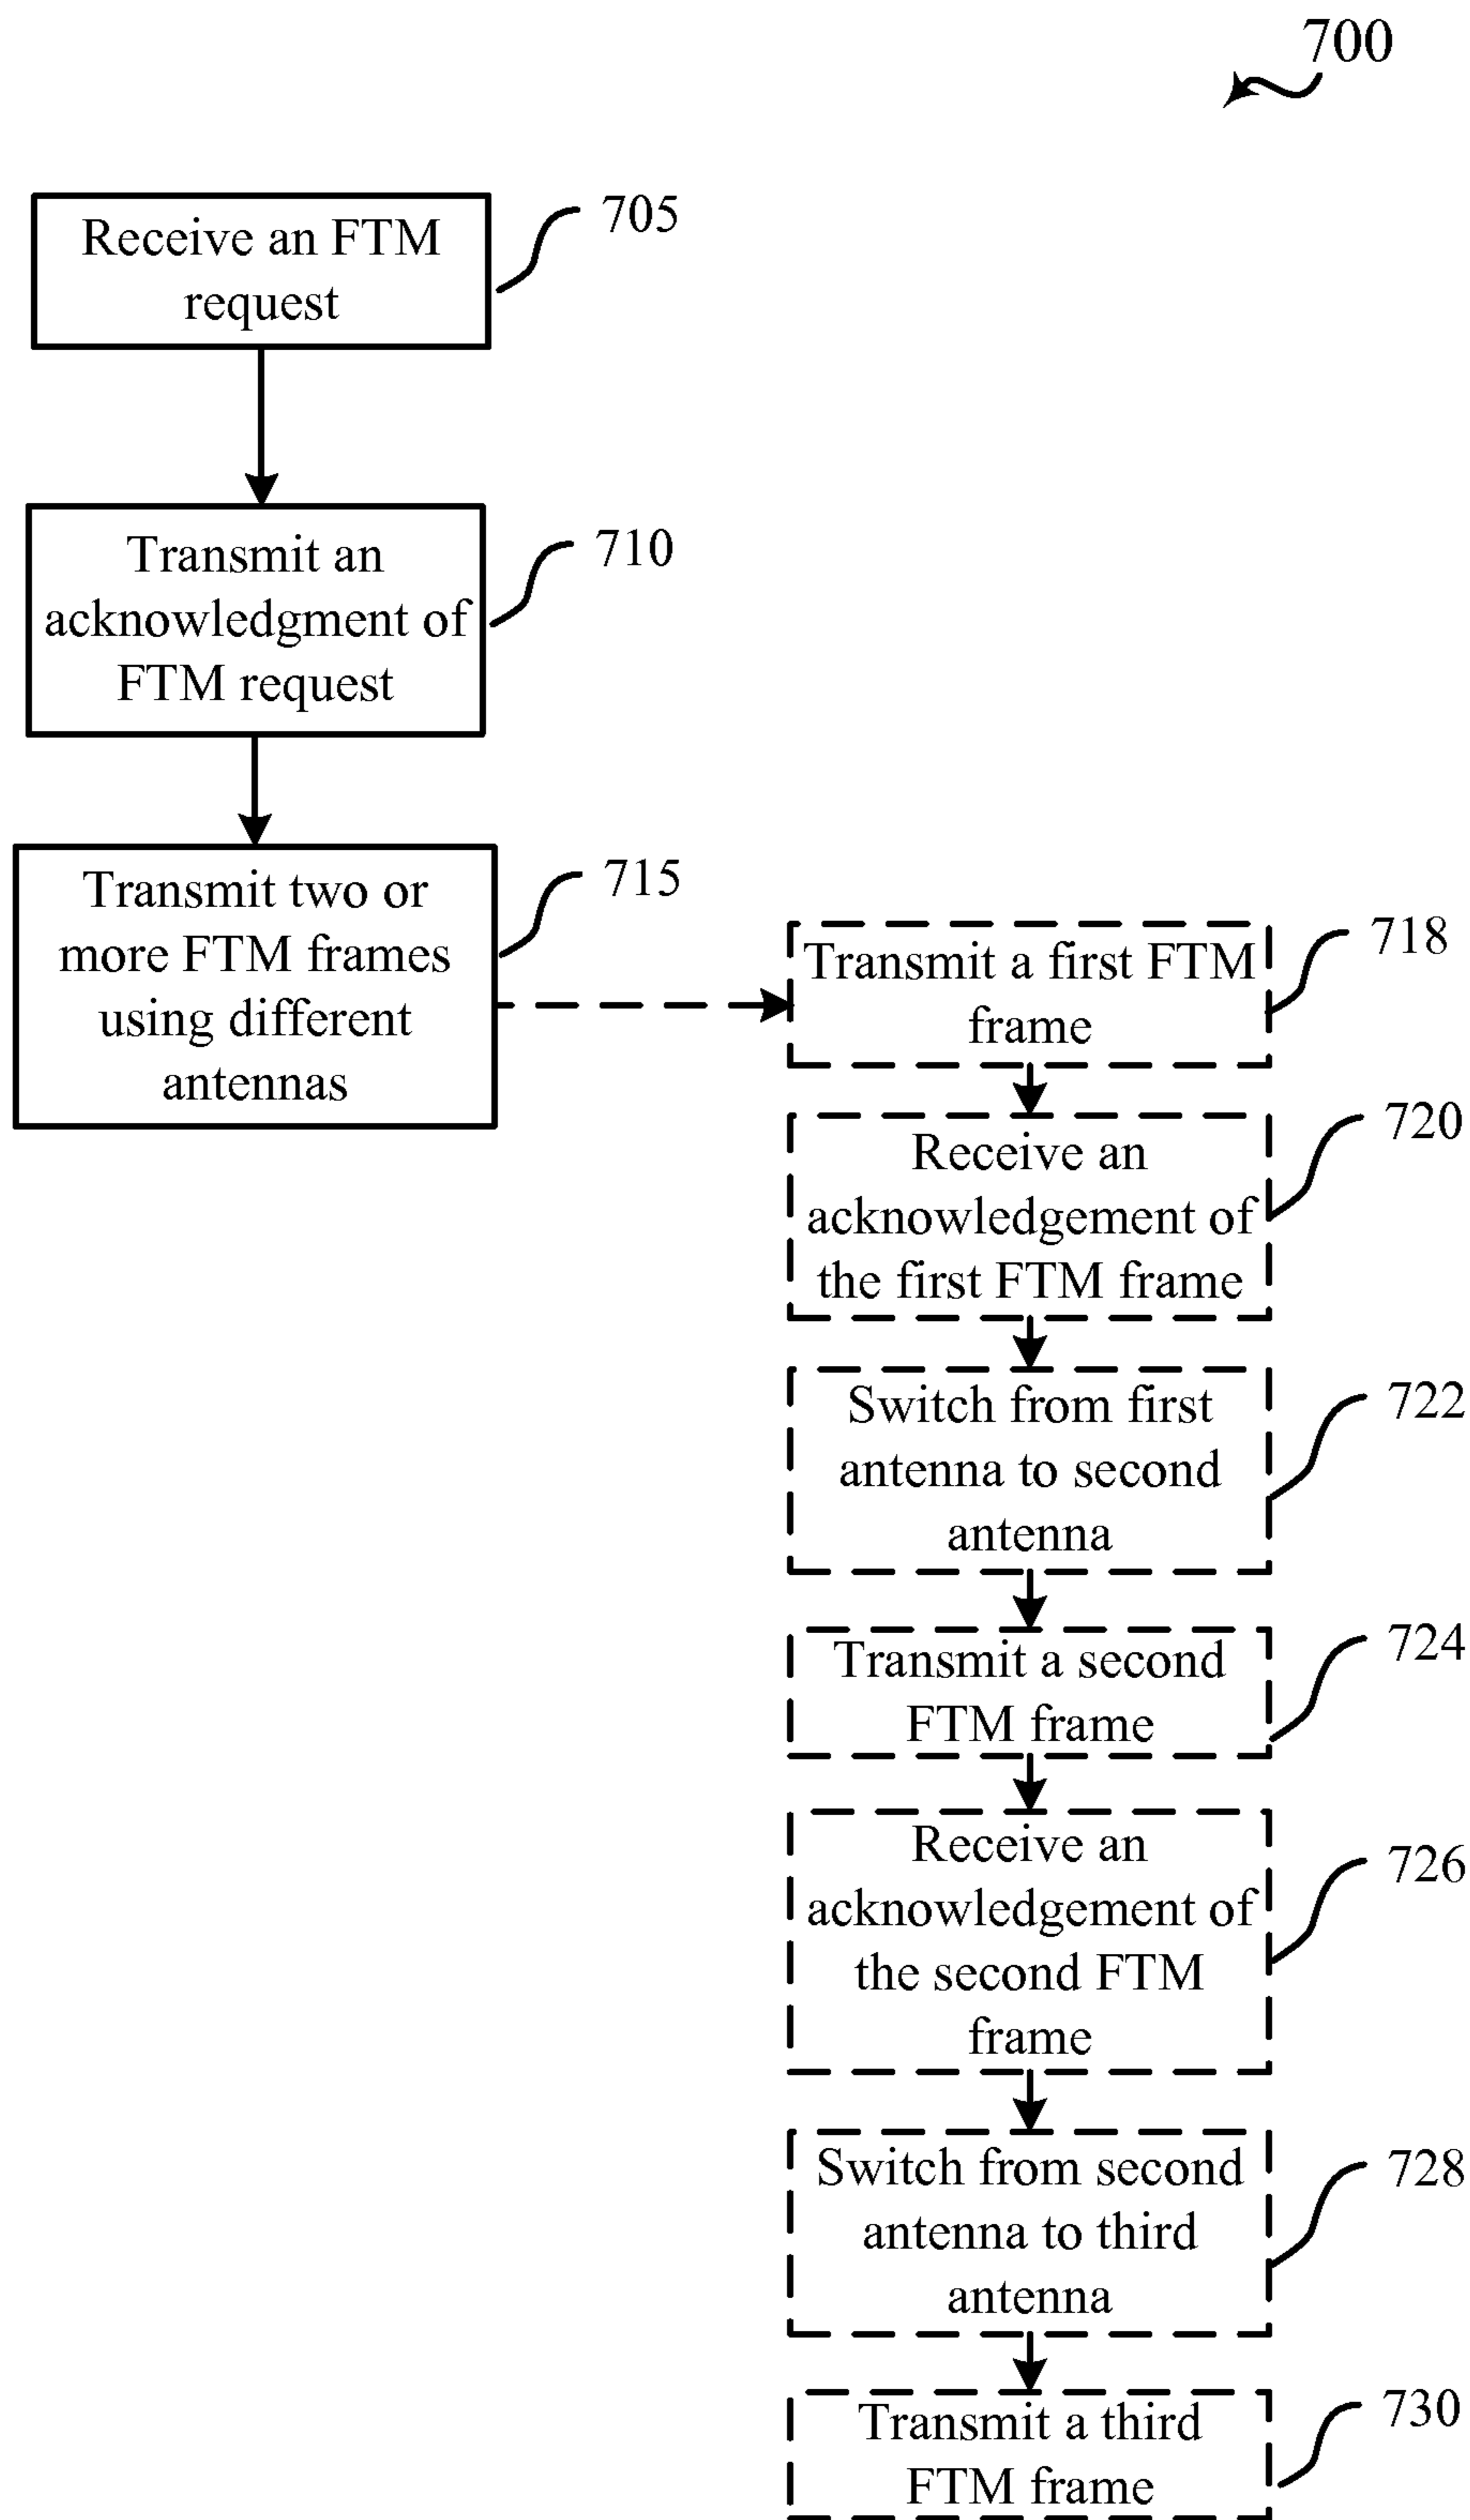 700
Receive an FTM
request
705
Transmit an
acknowledgment of
FTM request
710
Transmit two or
more FTM frames
using different
antennas
715
Transmit a first FTM
frame
718
Receive an
acknowledgement of
the first FTM frame
720
Switch from first
antenna to second
antenna
722
Transmit a second
FTM frame
724
Receive an
acknowledgement of
the second FTM
frame
726
Switch from second
antenna to third
antenna
728
Transmit a third
FTM frame
730